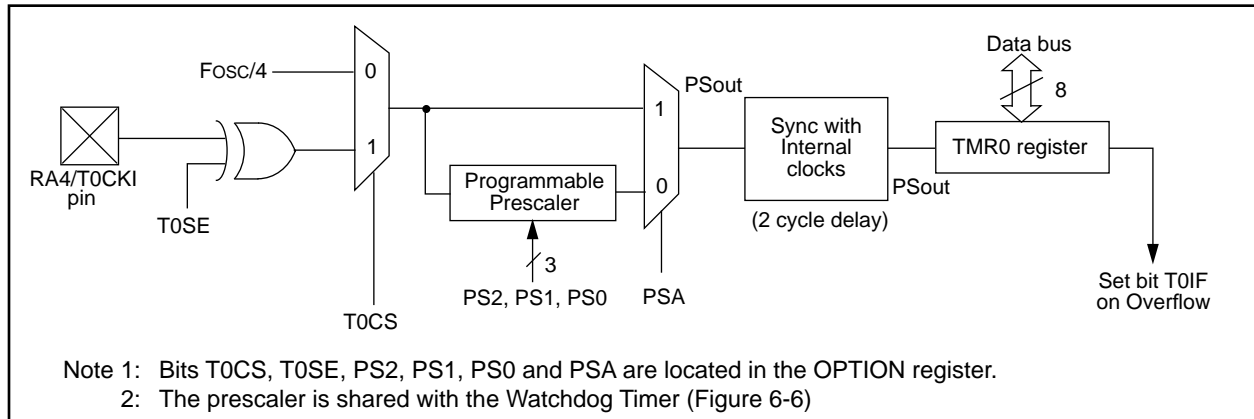 Data bus
8
FOSC/4
0
1
RA4/T0CKI
pin
T0SE
T0CS
Programmable
Prescaler
3
PS2, PS1, PS0
1
0
PSA
PSout
Sync with
Internal
clocks
(2 cycle delay)
PSout
TMR0 register
Set bit T0IF
on Overflow
Note 1: Bits T0CS, T0SE, PS2, PS1, PS0 and PSA are located in the OPTION register.
2: The prescaler is shared with the Watchdog Timer (Figure 6-6)